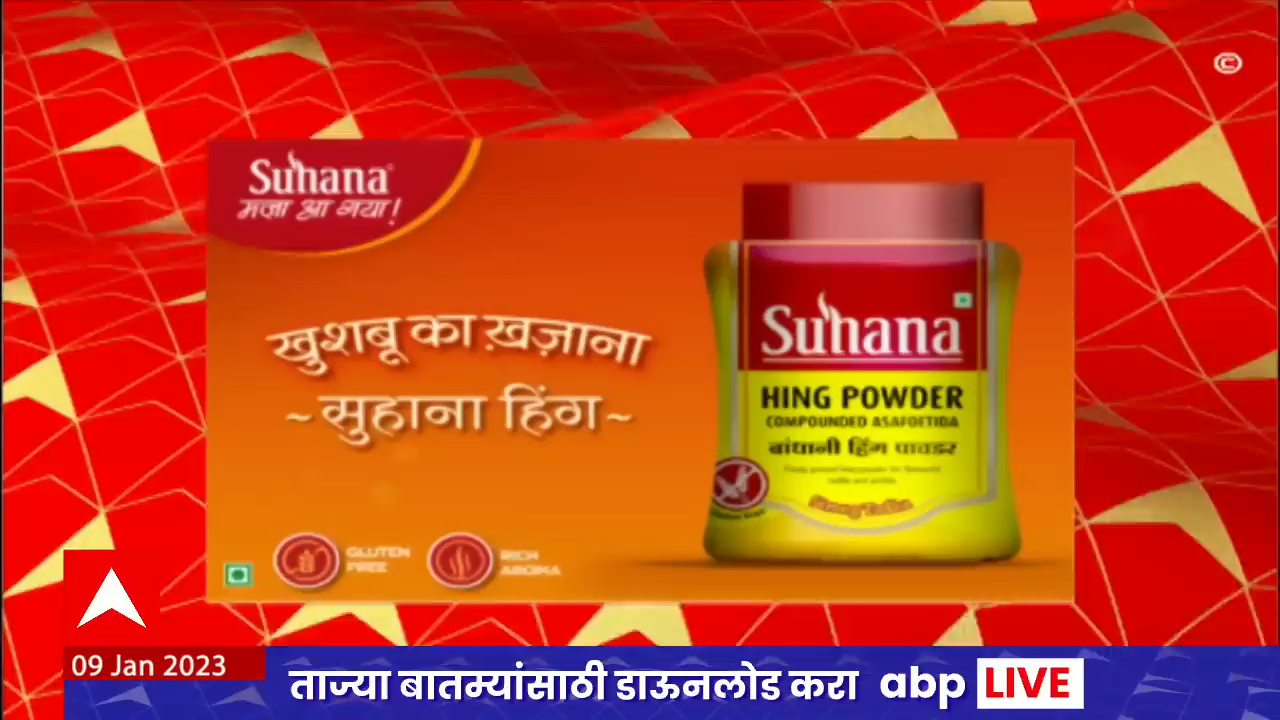 ©
Suhana
मज़ा आ गया!
खुशबू का ख़ज़ाना
~सुहाना हिंग~
Suhana
HING POWDER
COMPOUNDED ASAFOETIDA
बांधानी हिंग पावडर
GLUTEN
FREE
RICH
AROMA
09 Jan 2023
ताज्या बातम्यांसाठी डाऊनलोड करा abp LIVE